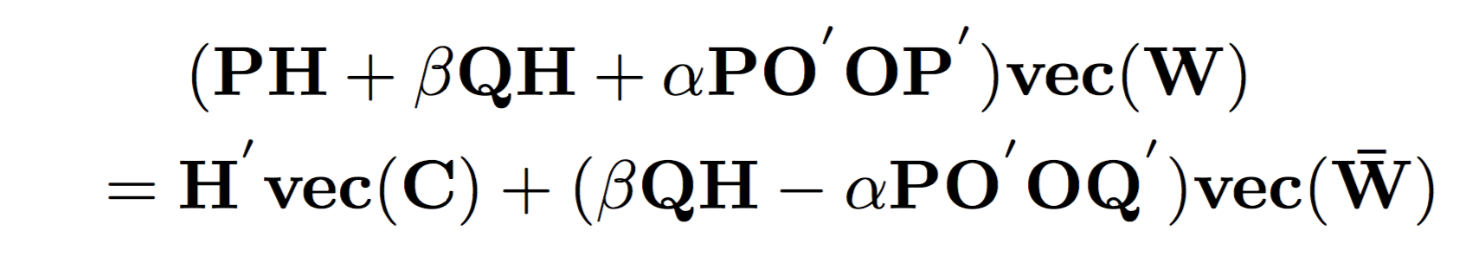 (PH + βQH + αPO′OP′)vec(W)
= H′vec(C) + (βQH − αPO′OQ′)vec(W̄)